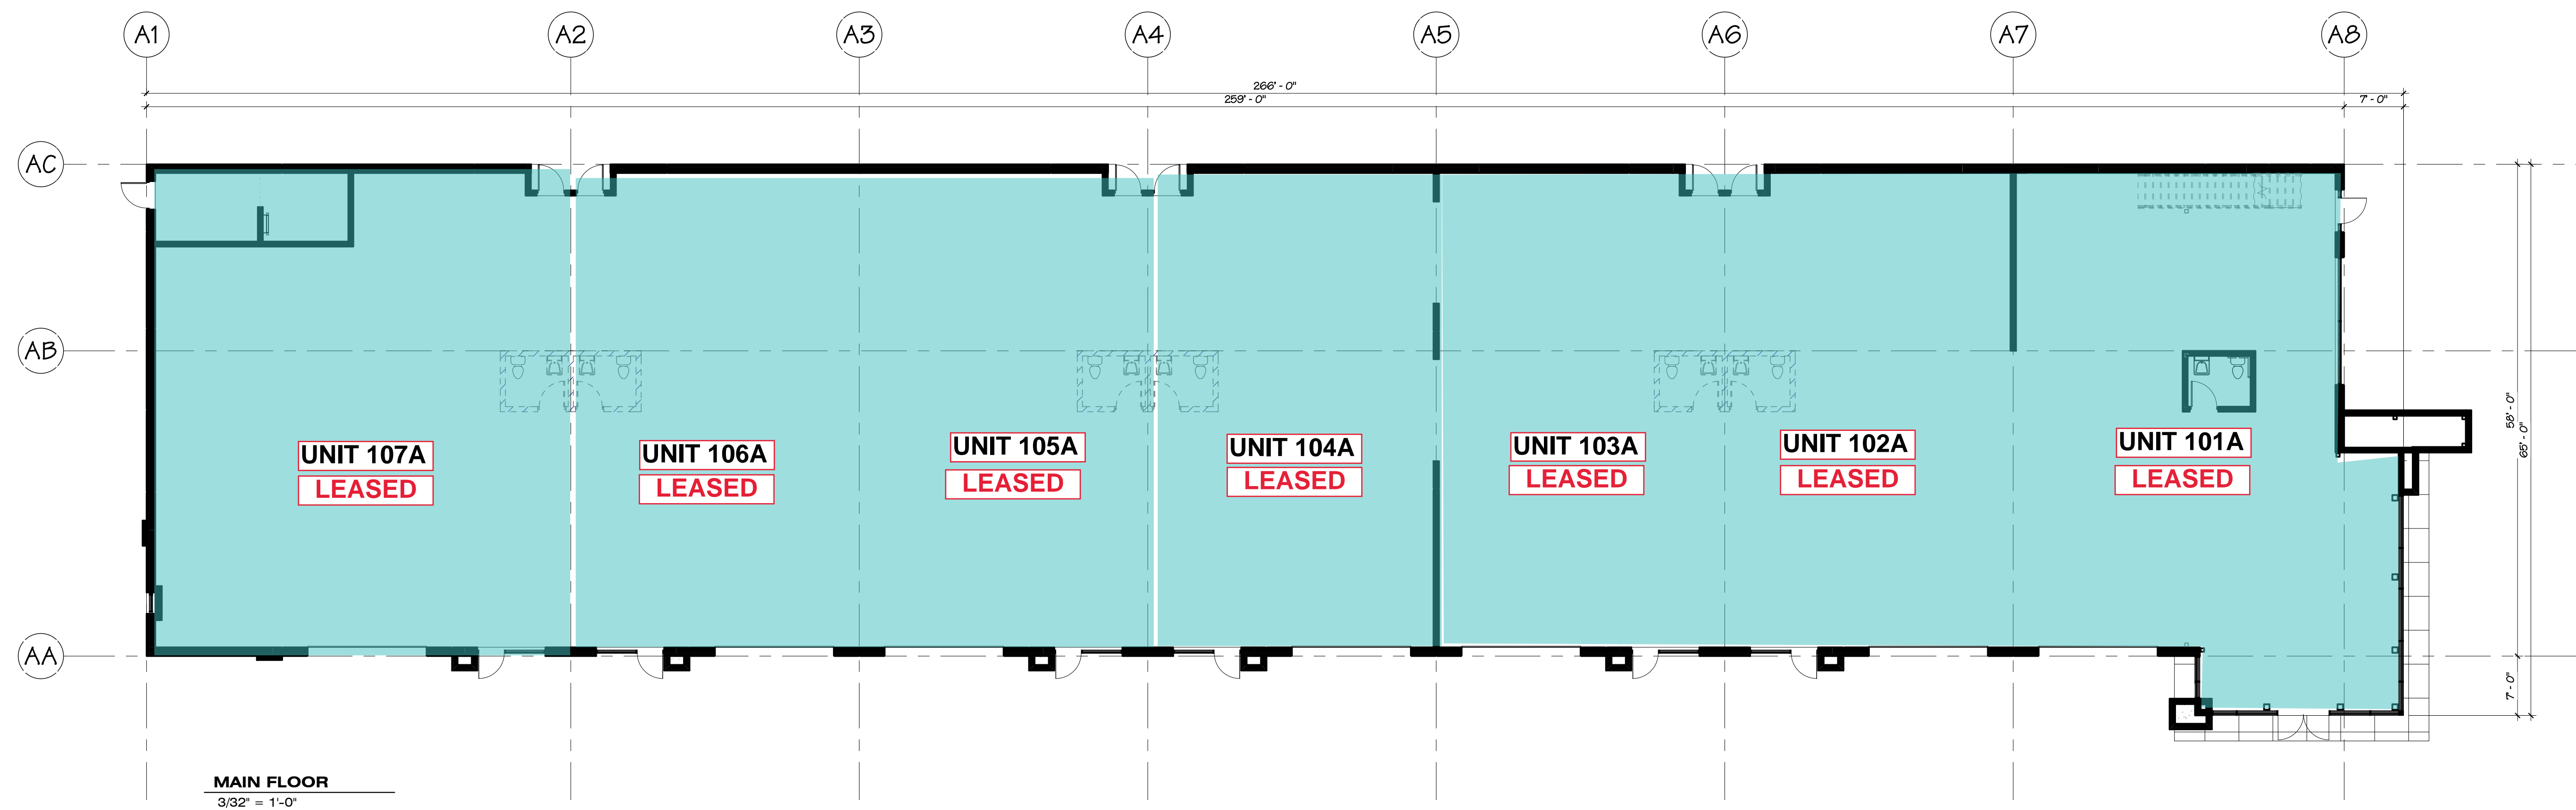 A1 A2 A3 A4 A5 A6 A7 A8
266' - 0"
259' - 0" 7' - 0"
AC
AB
UNIT 107A UNIT 106A UNIT 105A UNIT 104A UNIT 103A UNIT 102A UNIT 101A
LEASED LEASED LEASED LEASED LEASED LEASED LEASED
58' - 0"
65' - 0"
AA
7' - 0"
MAIN FLOOR
3/32" = 1'-0"